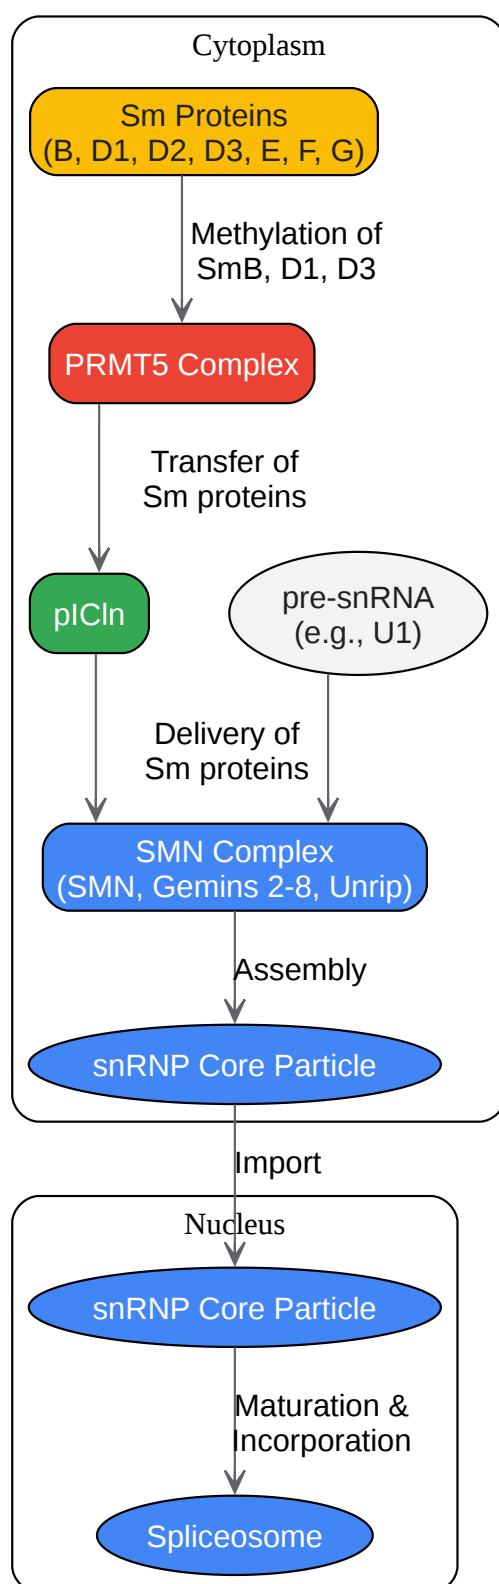 Cytoplasm
Sm Proteins
(B, D1, D2, D3, E, F, G)
Methylation of
SmB, D1, D3
PRMT5 Complex
Transfer of
Sm proteins
pICln
pre-snRNA
(e.g., U1)
Delivery of
Sm proteins
SMN Complex
(SMN, Gemins 2-8, Unrip)
Assembly
snRNP Core Particle
Import
Nucleus
snRNP Core Particle
Maturation &
Incorporation
Spliceosome